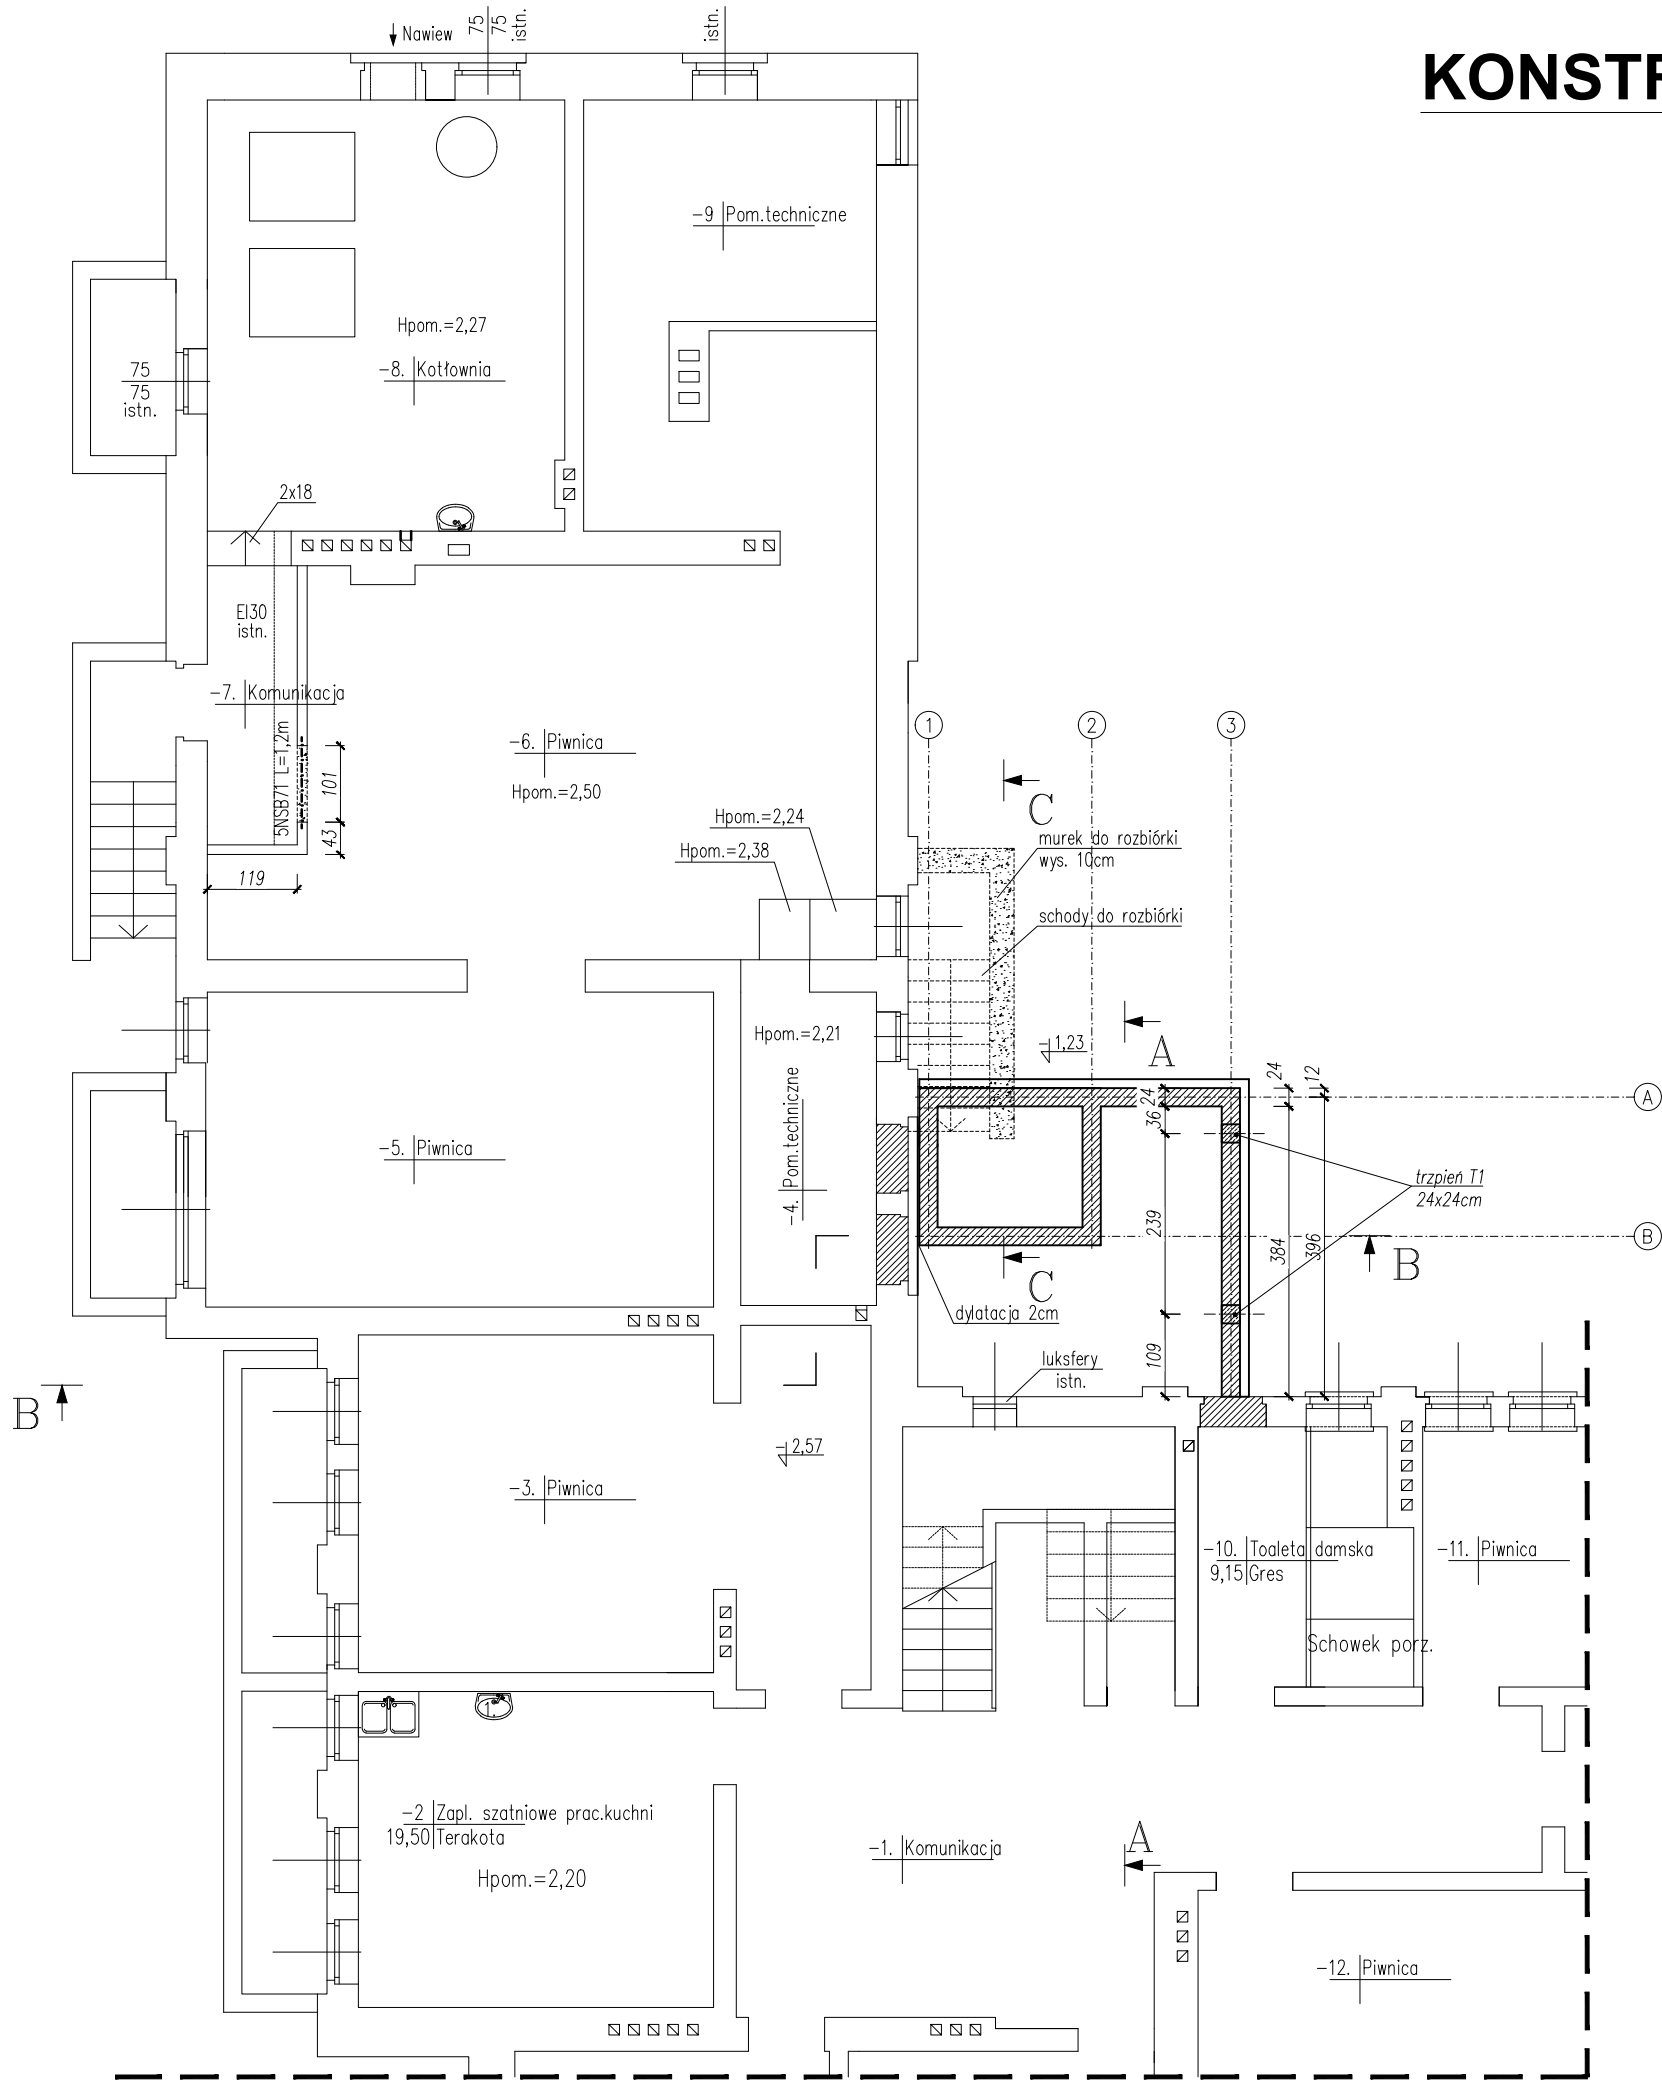 Nawiew
75
75
istn.
istn.
KONSTR
-9 Pom.techniczne
Hpom.=2,27
-8. Kotłownia
75
75
istn.
2x18
EI30
istn.
-7. Komunikacja
5NSB71 L=1,2m
101
43
119
-6. Piwnica
Hpom.=2,50
Hpom.=2,24
Hpom.=2,38
1
2
3
C
murek do rozbiórki
wys. 10cm
schody do rozbiórki
Hpom.=2,21
-1,23
A
24
12
24
36
A
-4. Pom.techniczne
-5. Piwnica
trzpień T1
24x24cm
239
384
396
B
B
C
dylatacja 2cm
109
luksfery
istn.
B
-2,57
-3. Piwnica
-10. Toaleta damska
9,15 Gres
-11. Piwnica
Schowek porz.
1
-2 Zapl. szatniowe prac.kuchni
19,50 Terakota
Hpom.=2,20
-1. Komunikacja
A
-12. Piwnica